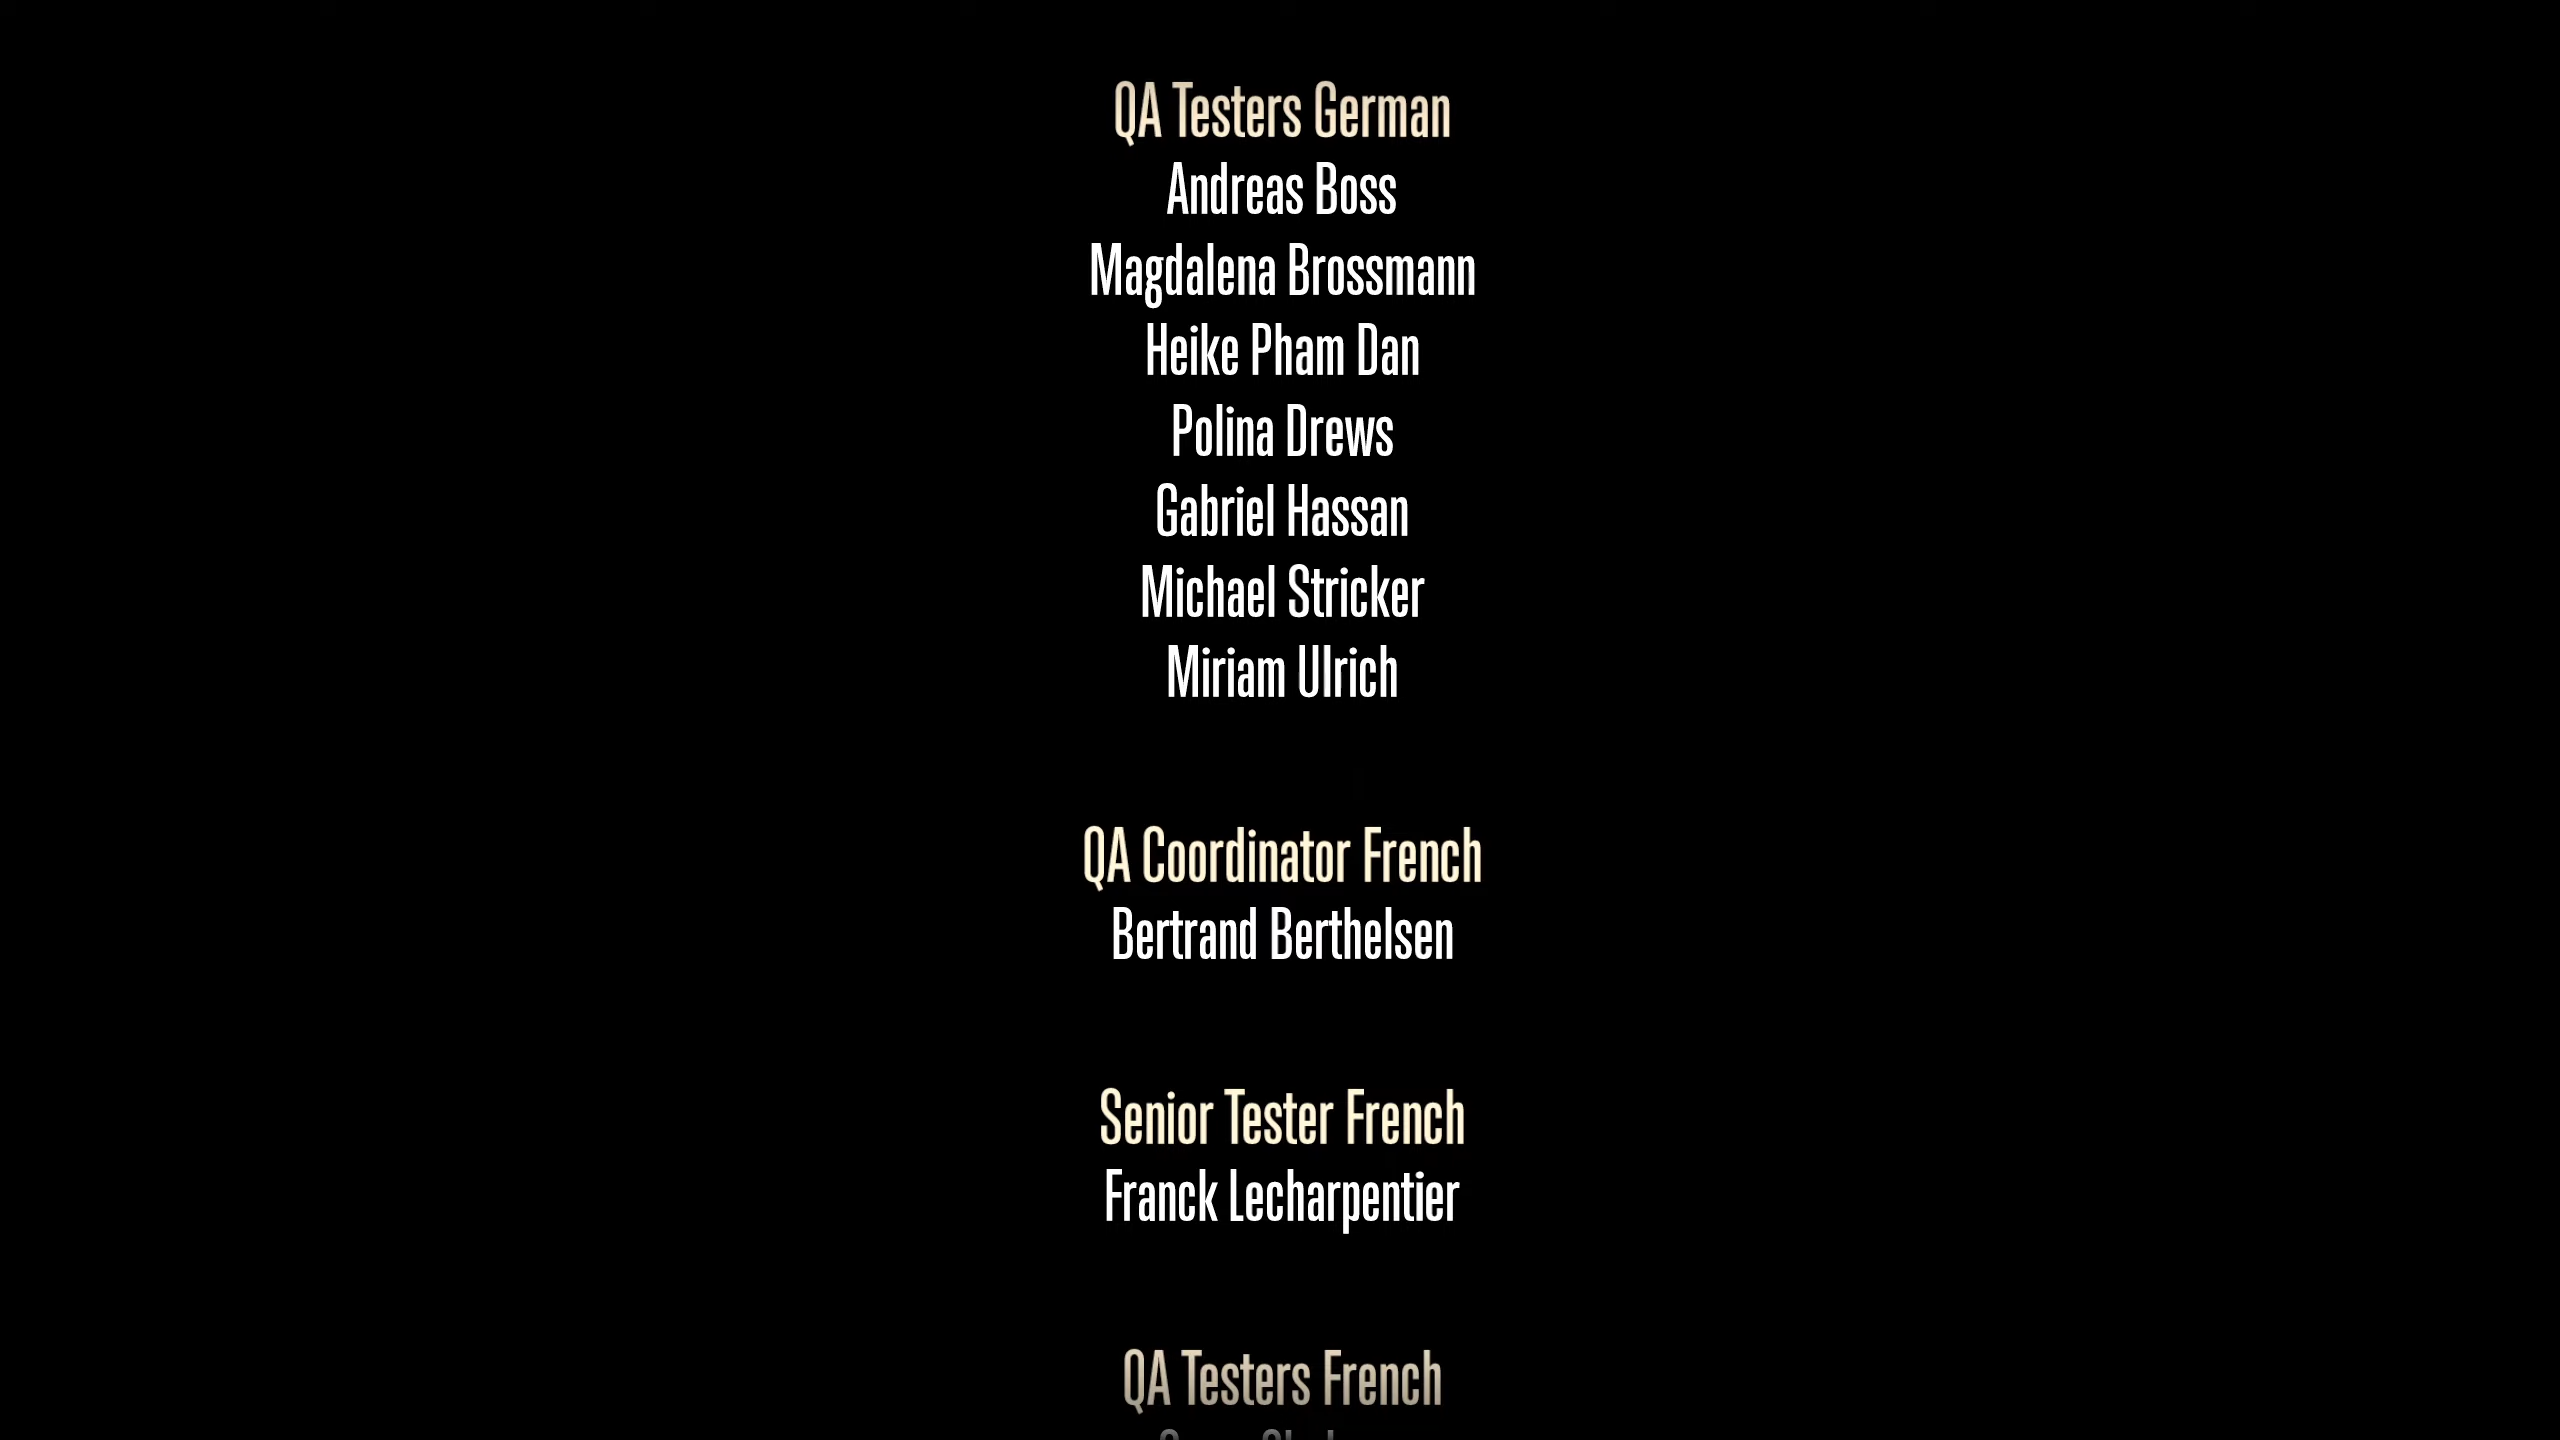 QA Testers German
Andreas Boss
Magdalena Brossmann
Heike Pham Dan
Polina Drews
Gabriel Hassan
Michael Stricker
Miriam Ulrich
QA Coordinator French
Bertrand Berthelsen
Senior Tester French
Franck Lecharpentier
QA Testers French